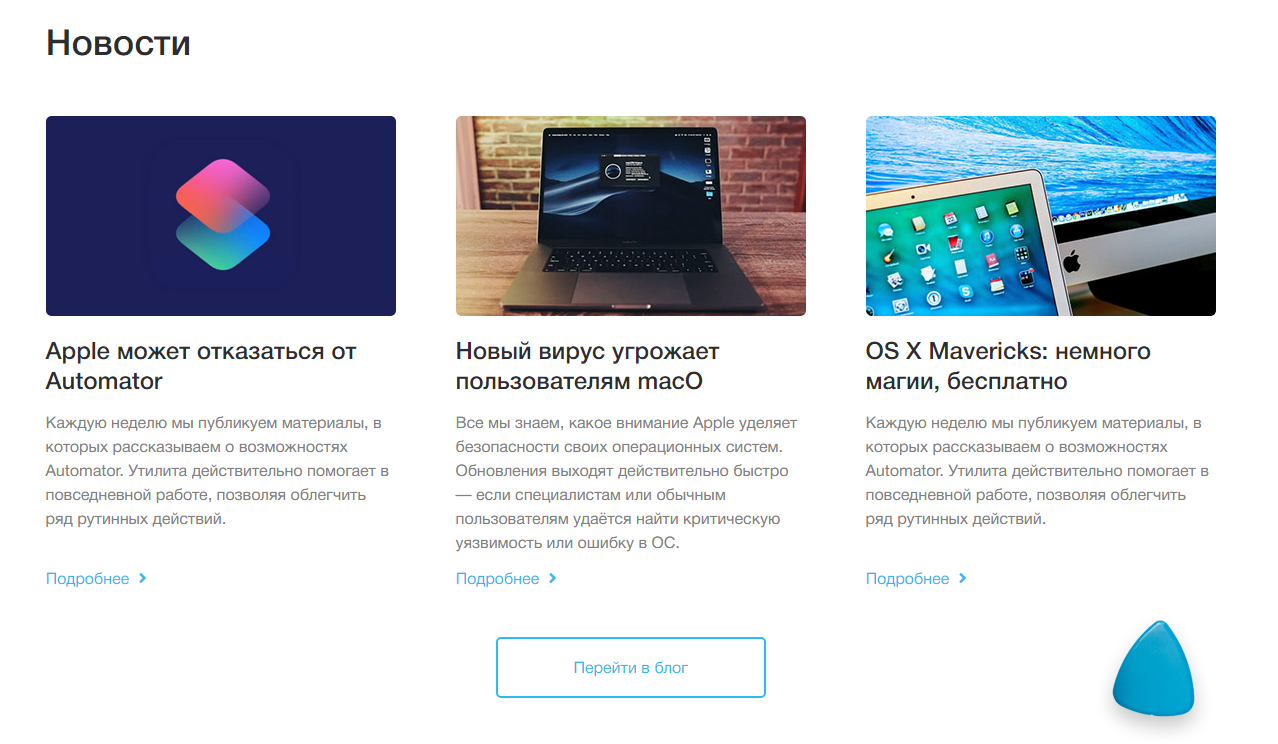 Новости
Apple может отказаться от
Automator
Каждую неделю мы публикуем материалы, в
которых рассказываем о возможностях
Automator. Утилита действительно помогает в
повседневной работе, позволяя облегчить
ряд рутинных действий.
Подробнее
Новый вирус угрожает
пользователям macO
Все мы знаем, какое внимание Apple уделяет
безопасности своих операционных систем.
Обновления выходят действительно быстро
— если специалистам или обычным
пользователям удаётся найти критическую
уязвимость или ошибку в ОС.
Подробнее
OS X Mavericks: немного
магии, бесплатно
Каждую неделю мы публикуем материалы, в
которых рассказываем о возможностях
Automator. Утилита действительно помогает в
повседневной работе, позволяя облегчить
ряд рутинных действий.
Подробнее
Перейти в блог